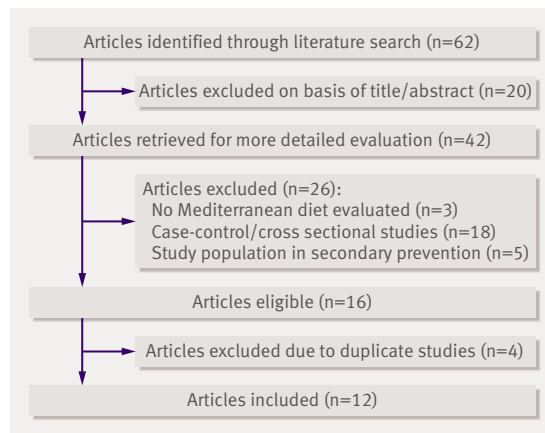 Articles identified through literature search (n=62)
Articles excluded on basis of title/abstract (n=20)
Articles retrieved for more detailed evaluation (n=42)
Articles excluded (n=26):
No Mediterranean diet evaluated (n=3)
Case-control/cross sectional studies (n=18)
Study population in secondary prevention (n=5)
Articles eligible (n=16)
Articles excluded due to duplicate studies (n=4)
Articles included (n=12)